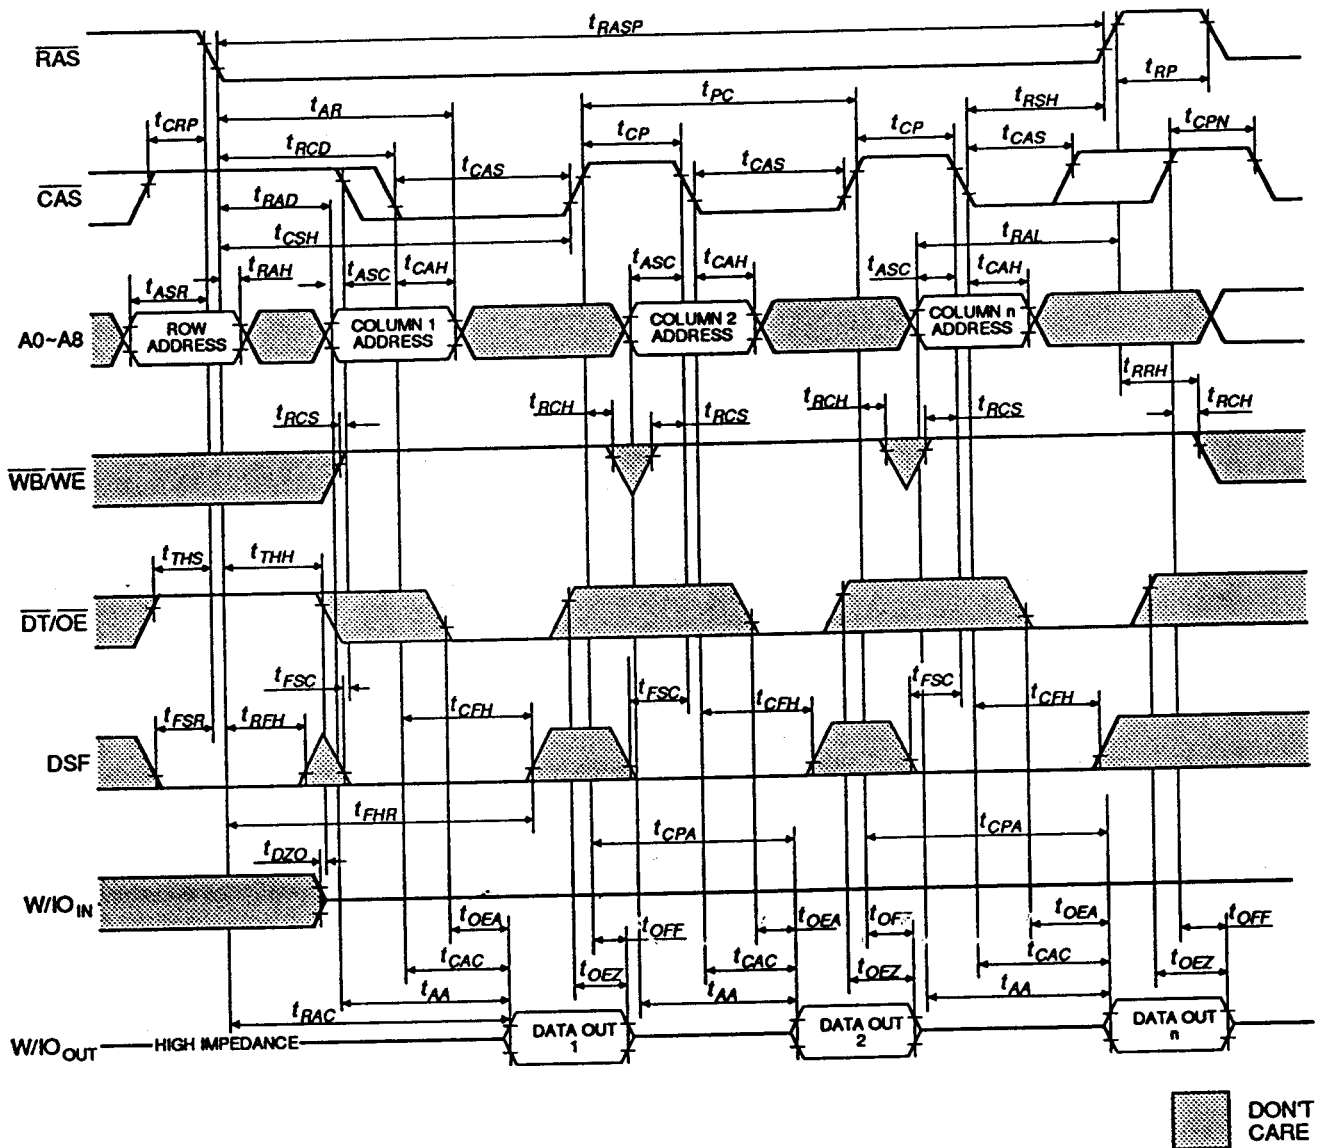 tRASP
RAS
tRP
tAR
tPC
tRSH
tCRP
tCP
tCP
tCPN
tRCD
tCAS
tCAS
tCAS
CAS
tRAD
tCSH
tRAL
tASR
tRAH
tASC
tCAH
tASC
tCAH
tASC
tCAH
A0~A8
ROW ADDRESS
COLUMN 1 ADDRESS
COLUMN 2 ADDRESS
COLUMN n ADDRESS
tRRH
tRCS
tRCH
tRCS
tRCH
tRCS
tRCH
WB/WE
tTHS
tTHH
DT/OE
tFSC
tFSC
tFSC
tFSR
tRFH
tCFH
tCFH
tCFH
DSF
tFHR
tCPA
tCPA
tDZO
W/IOIN
tOEA
tOFF
tOEA
tOFF
tOEA
tOFF
tCAC
tOEZ
tCAC
tOEZ
tCAC
tOEZ
tAA
tAA
tAA
tRAC
W/IOOUT
HIGH IMPEDANCE
DATA OUT 1
DATA OUT 2
DATA OUT n
DON'T
CARE